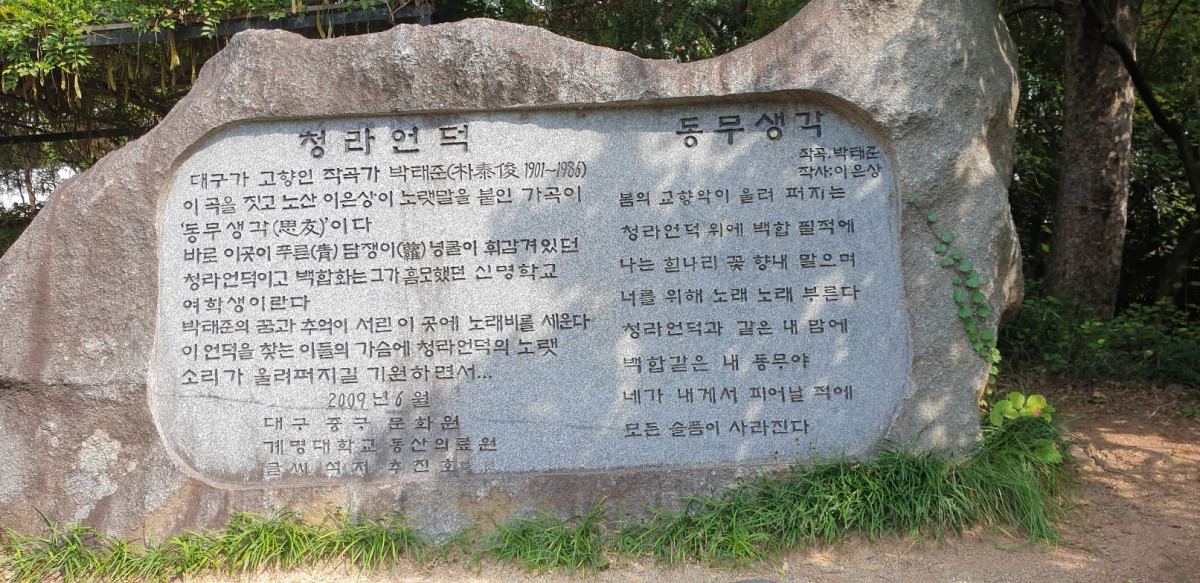 청라언덕
대구가 고향인 작곡가 박태준(朴泰俊 1901~1986)
이 곡을 짓고 노산 이은상이 노랫말을 붙인 가곡이
'동무생각(思友)'이다
바로 이곳이 푸를(青) 담쟁이(蘿) 넝쿨이 휘감겨있던
청라언덕이고 백합화는 그가 흠모했던 신명학교
여학생이란다
박태준의 꿈과 추억이 서린 이 곳에 노래비를 세운다
이 언덕을 찾는 이들의 가슴에 청라언덕의 노랫
소리가 울려퍼지길 기원하면서...
2009년 6월
대구 중구 문화원
계명대학교 동산의료원
글씨 석저 추진호
동무생각
작곡:박태준
작사:이은상
봄의 교향악이 울려 퍼지는
청라언덕 위에 백합 필적에
나는 흰나리 꽃 향내 맡으며
너를 위해 노래 노래 부른다
청라언덕과 같은 내 맘에
백합같은 내 동무야
네가 내게서 피어날 적에
모든 슬픔이 사라진다